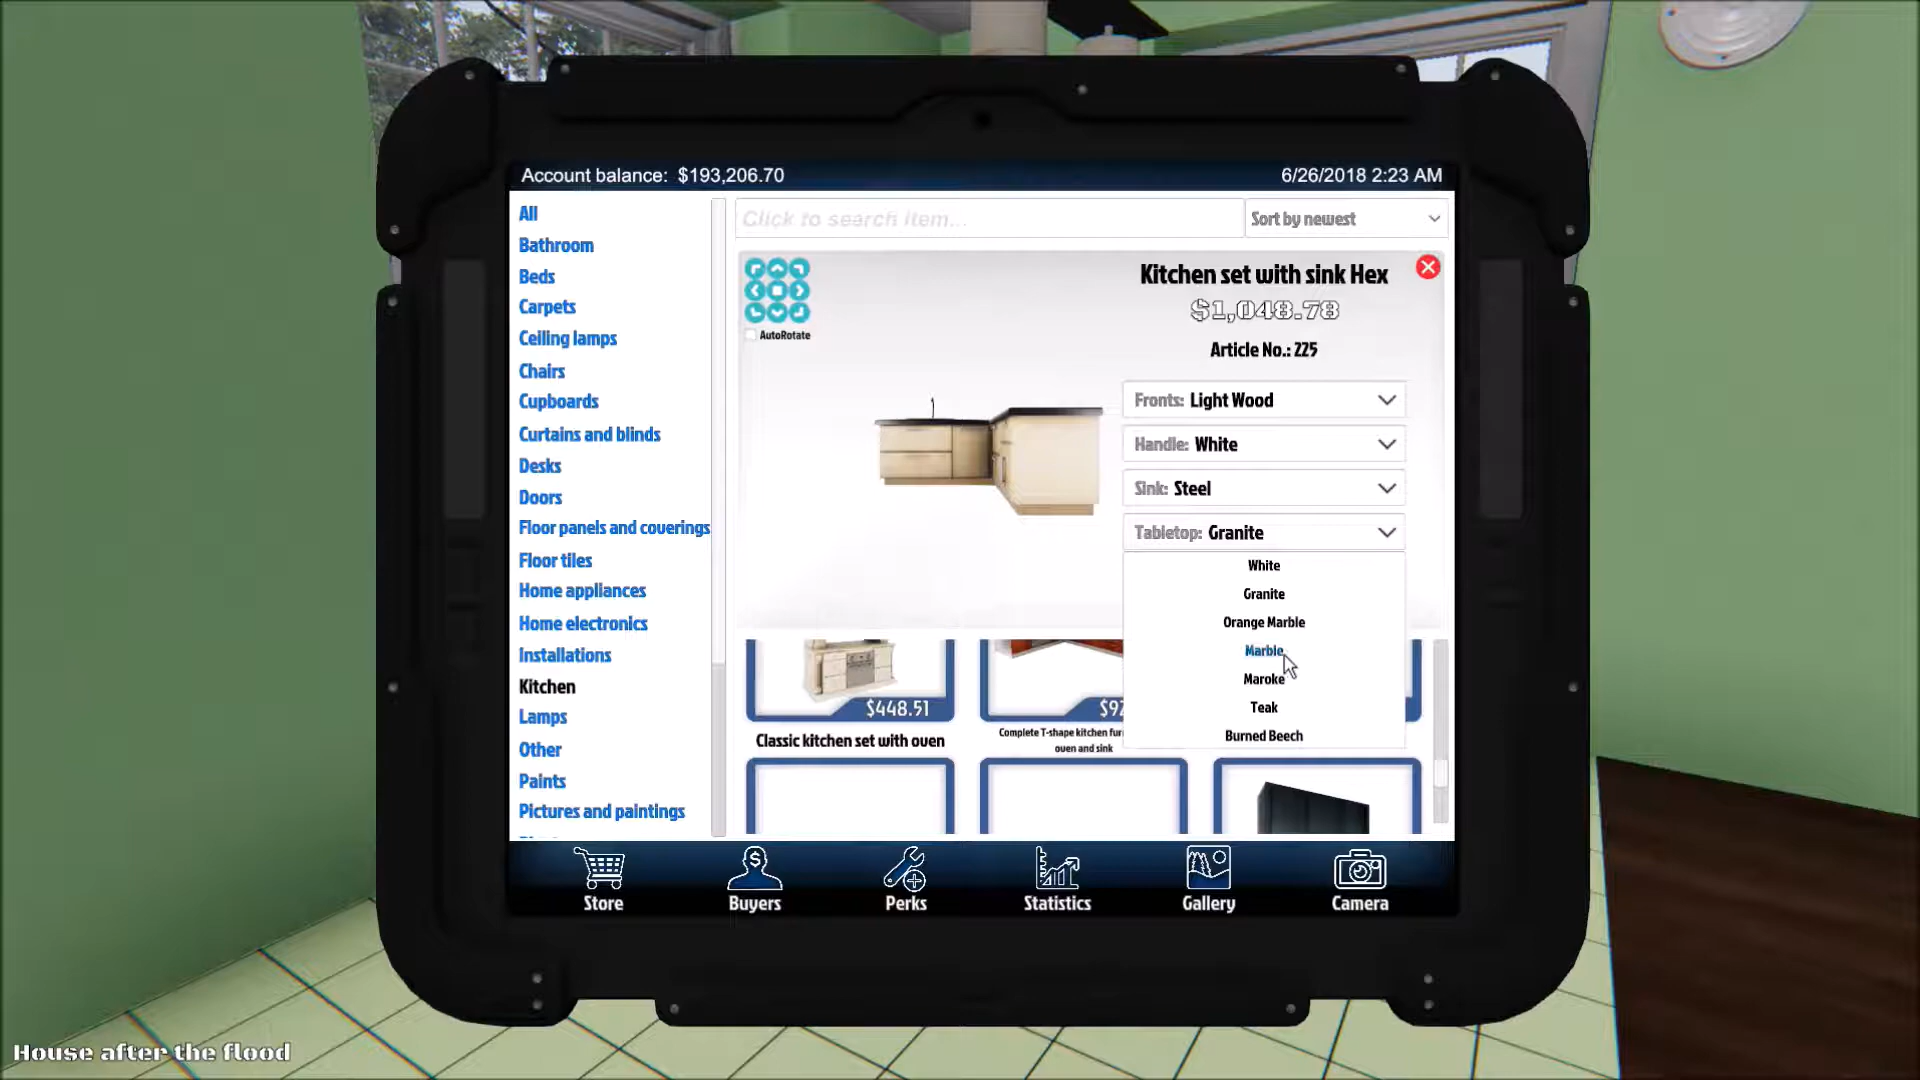 Account balance: $193,206.70
6/26/2018 2:23 AM
All
Bathroom
Beds
Carpets
Ceiling lamps
Chairs
Cupboards
Curtains and blinds
Desks
Doors
Floor panels and coverings
Floor tiles
Home appliances
Home electronics
Installations
Kitchen
Lamps
Other
Paints
Pictures and paintings
Click to search item...
Sort by newest
AutoRotate
Kitchen set with sink Hex
$1,048.78
Article No.: 225
Fronts: Light Wood
Handle: White
Sink: Steel
Tabletop: Granite
White
Granite
Orange Marble
Marble
Maroke
Teak
Burned Beech
$448.51
Classic kitchen set with oven
Complete T-shape kitchen
oven and sink
Store
Buyers
Perks
Statistics
Gallery
Camera
House after the flood